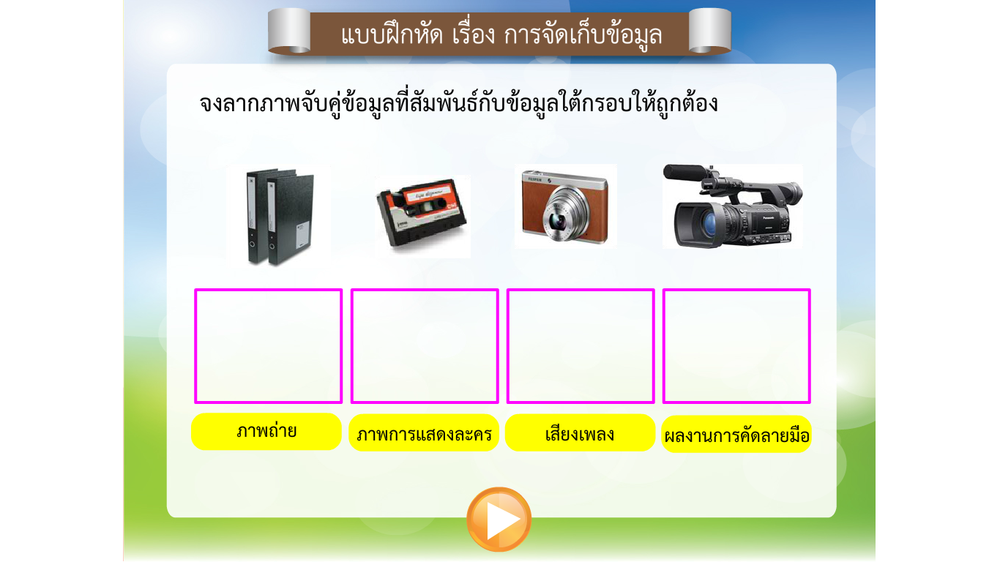 แบบฝึกหัด เรื่อง การจัดเก็บข้อมูล
จงลากภาพจับคู่ข้อมูลที่สัมพันธ์กับข้อมูลใต้กรอบให้ถูกต้อง
FUJIFILM
Panasonic
ภาพถ่าย
ภาพการแสดงละคร
เสียงเพลง
ผลงานการคัดลายมือ